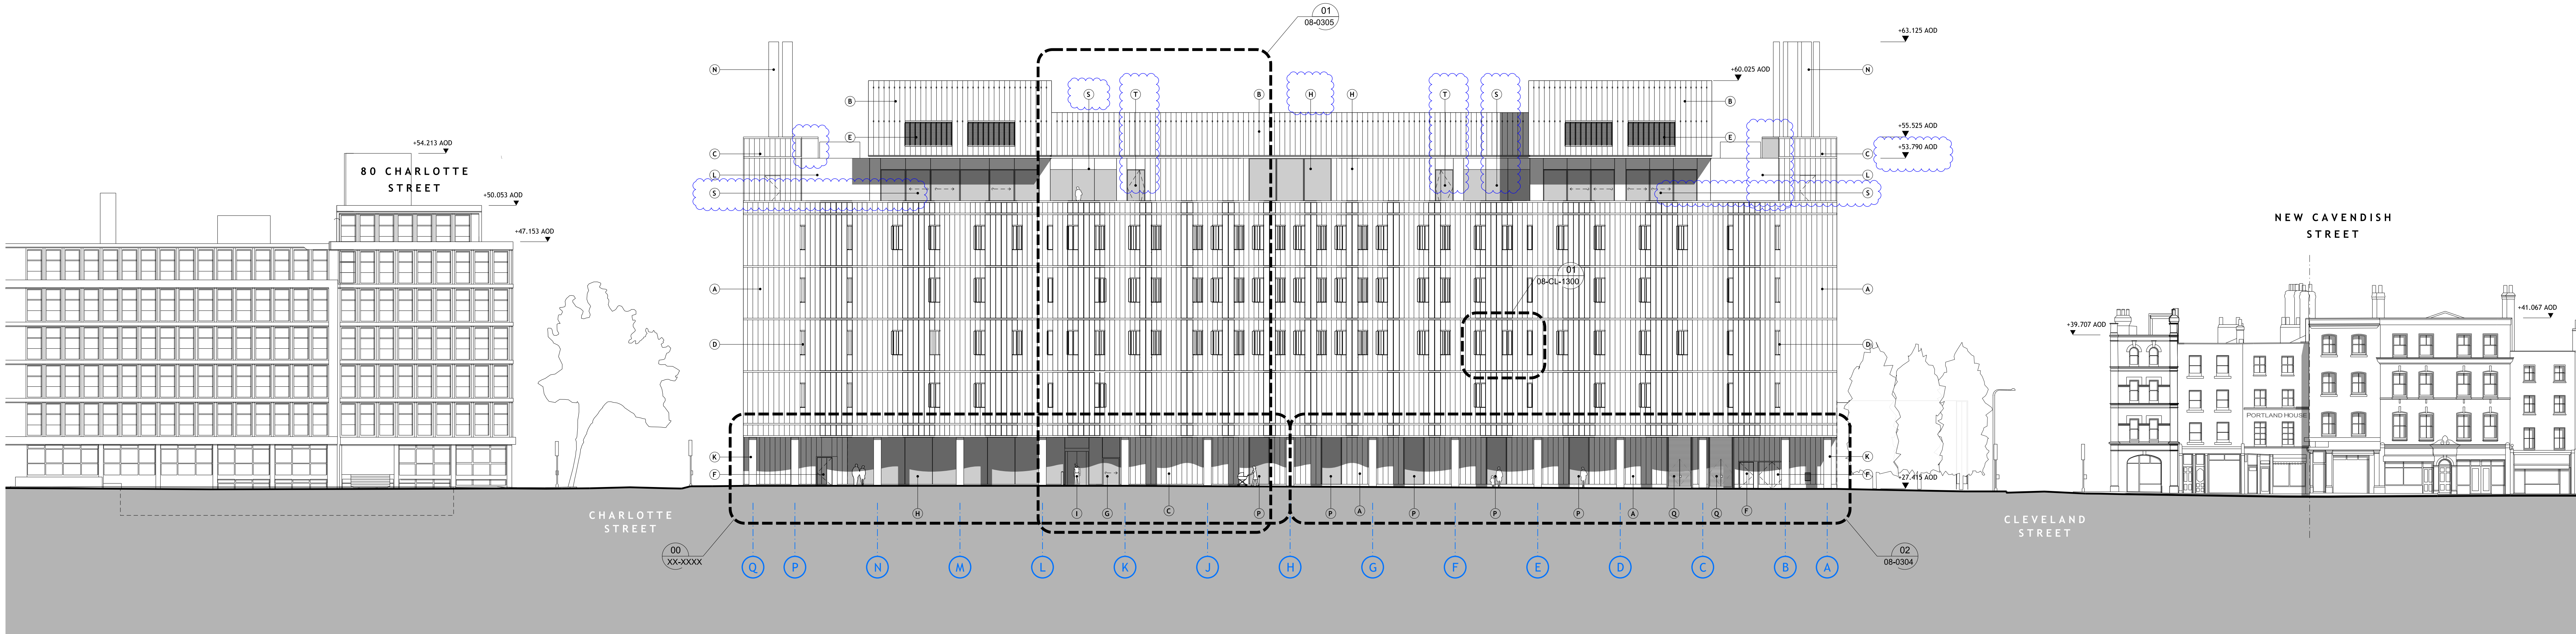 01
08-0305
+63.125 AOD
N
N
+60.025 AOD
S
T
B
H
H
T
S
B
B
+55.525 AOD
E
E
+54.213 AOD
+53.790 AOD
C
C
80 CHARLOTTE
STREET
L
L
+50.053 AOD
S
S
+47.153 AOD
NEW CAVENDISH
STREET
01
08-CL-1300
A
A
+41.067 AOD
+39.707 AOD
D
D
PORTLAND HOUSE
K
K
F
F
+27.415 AOD
H
I
G
C
P
P
A
P
P
P
A
Q
Q
F
CHARLOTTE
STREET
CLEVELAND
STREET
00
XX-XXXX
02
08-0304
Q
P
N
M
L
K
J
H
G
F
E
D
C
B
A